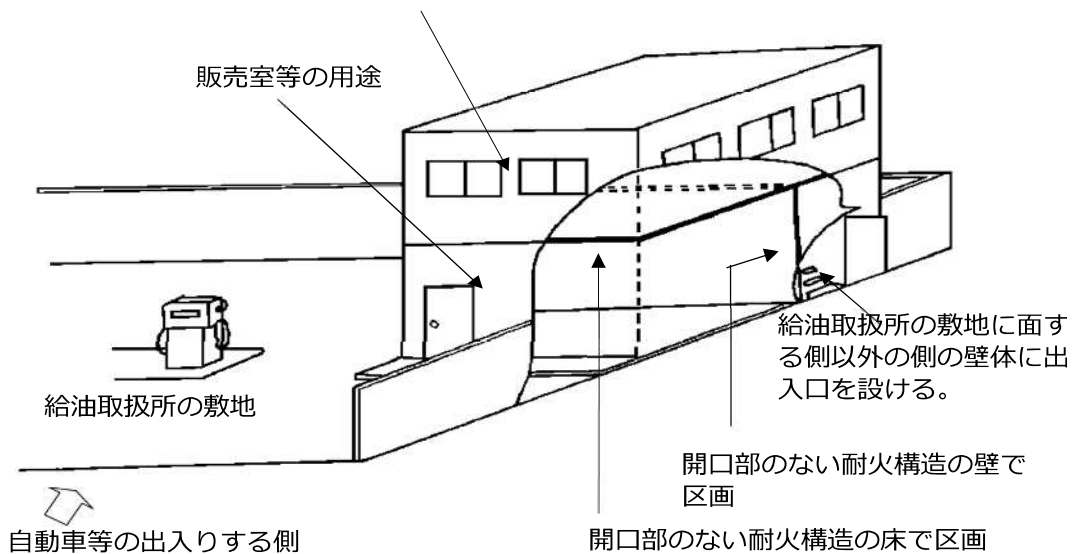 販売室等の用途
給油取扱所の敷地に面す
る側以外の側の壁体に出
入口を設ける。
給油取扱所の敷地
開口部のない耐火構造の壁で
区画
自動車等の出入りする側
開口部のない耐火構造の床で区画